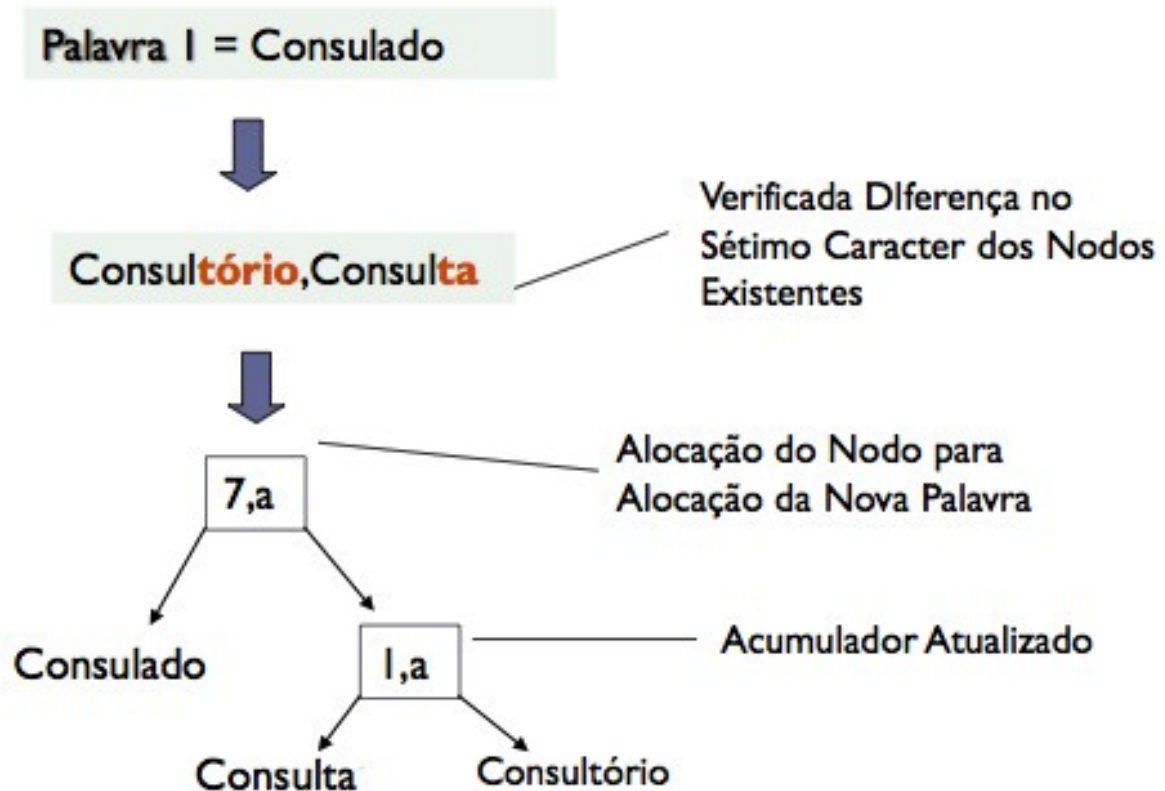 Palavra 1 = Consulado
Verificada DIferença no
Sétimo Caracter dos Nodos
Existentes
Consultório,Consulta
Alocação do Nodo para
Alocação da Nova Palavra
7,a
Consulado
1,a
Acumulador Atualizado
Consulta
Consultório